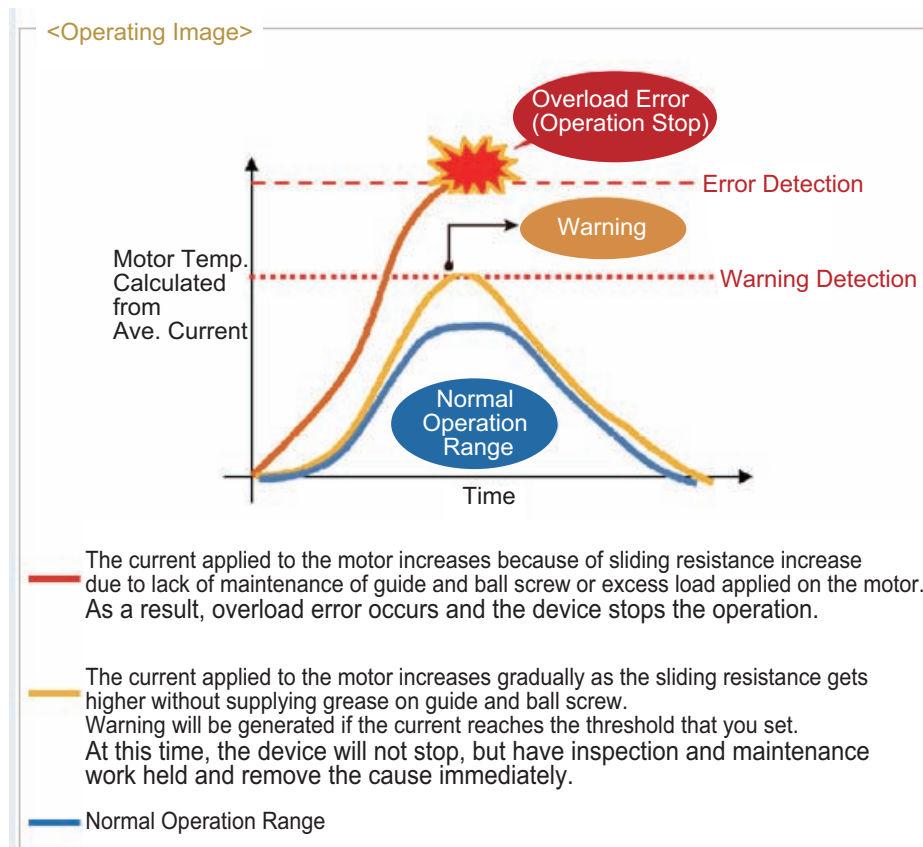 <Operating Image>
Overload Error
(Operation Stop)
Error Detection
Warning
Motor Temp.
Calculated
from
Ave. Current
Warning Detection
Normal
Operation
Range
Time
The current applied to the motor increases because of sliding resistance increase
due to lack of maintenance of guide and ball screw or excess load applied on the motor.
As a result, overload error occurs and the device stops the operation.
The current applied to the motor increases gradually as the sliding resistance gets
higher without supplying grease on guide and ball screw.
Warning will be generated if the current reaches the threshold that you set.
At this time, the device will not stop, but have inspection and maintenance
work held and remove the cause immediately.
Normal Operation Range